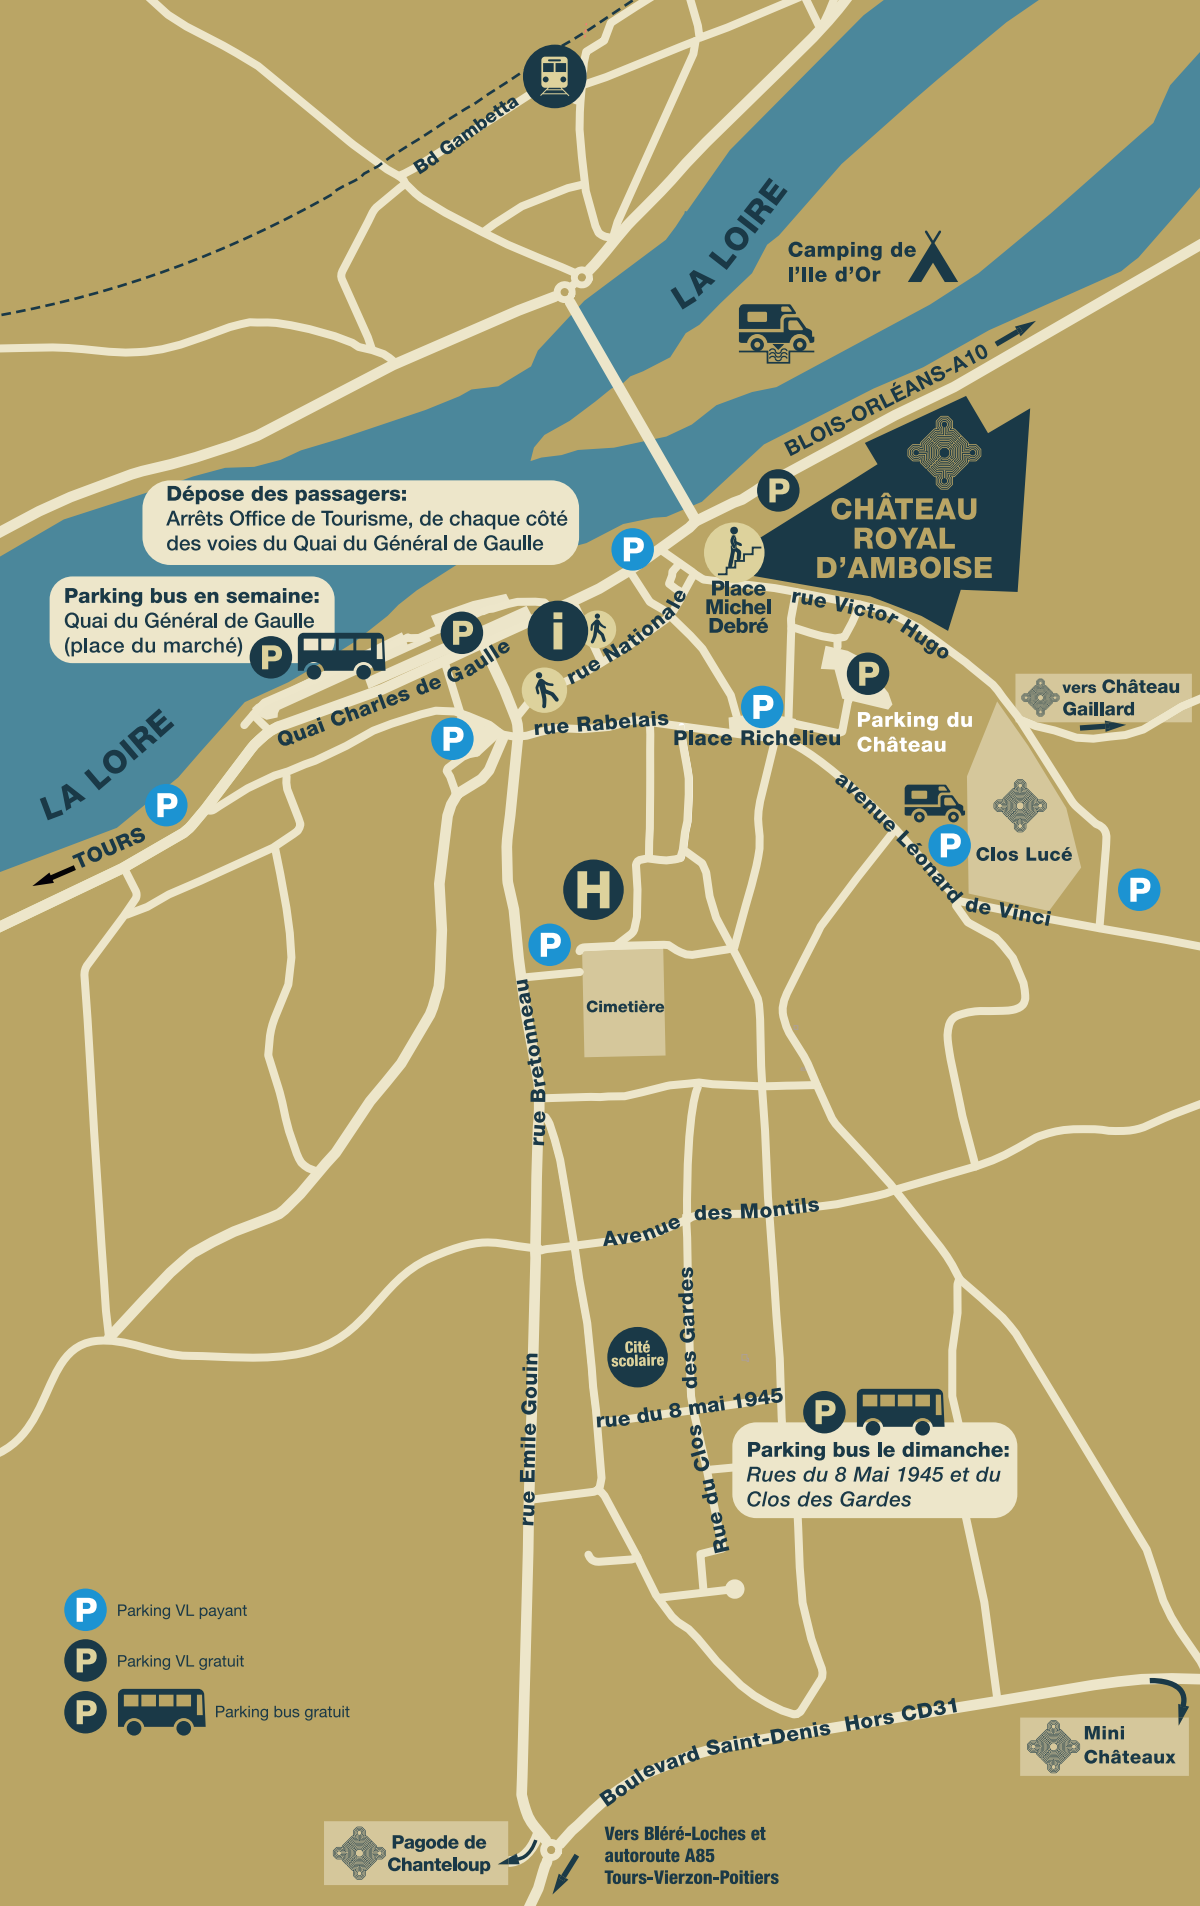 Bd Gambetta
LA LOIRE
Camping de
l'Ile d'Or
BLOIS-ORLÉANS-A10
CHÂTEAU
ROYAL
D'AMBOISE
Dépose des passagers:
Arrêts Office de Tourisme, de chaque côté
des voies du Quai du Général de Gaulle
P
P
Parking bus en semaine:
Quai du Général de Gaulle
(place du marché)
P
P
i
Place
Michel
Debré
rue Victor Hugo
rue Nationale
Quai Charles de Gaulle
rue Rabelais
P
P
Place Richelieu
P
Parking du
Château
vers Château
Gaillard
LA LOIRE
P
TOURS
avenue Léonard de Vinci
P
Clos Lucé
P
H
P
Cimetière
rue Bretonneau
Avenue des Montils
des Gardes
Cité
scolaire
rue Emile Gouin
rue du 8 mai 1945
Rue du Clos
P
Parking bus le dimanche:
Rues du 8 Mai 1945 et du
Clos des Gardes
P Parking VL payant
P Parking VL gratuit
P Parking bus gratuit
Boulevard Saint-Denis Hors CD31
Mini
Châteaux
Pagode de
Chanteloup
Vers Bléré-Loches et
autoroute A85
Tours-Vierzon-Poitiers